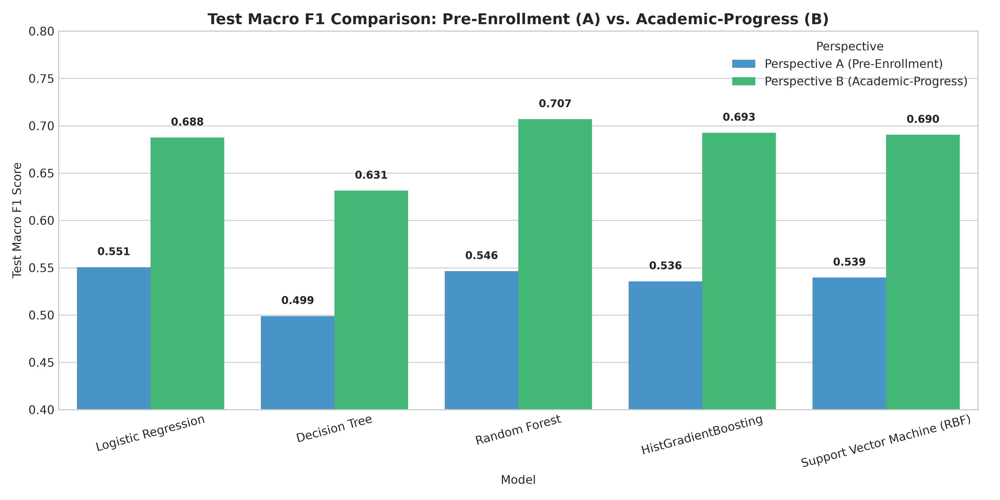 Test Macro F1 Comparison: Pre-Enrollment (A) vs. Academic-Progress (B)
Perspective
Perspective A (Pre-Enrollment)
Perspective B (Academic-Progress)
Test Macro F1 Score
0.80
0.75
0.70
0.65
0.60
0.55
0.50
0.45
0.40
0.551
0.688
0.499
0.631
0.546
0.707
0.536
0.693
0.539
0.690
Logistic Regression
Decision Tree
Random Forest
HistGradientBoosting
Support Vector Machine (RBF)
Model